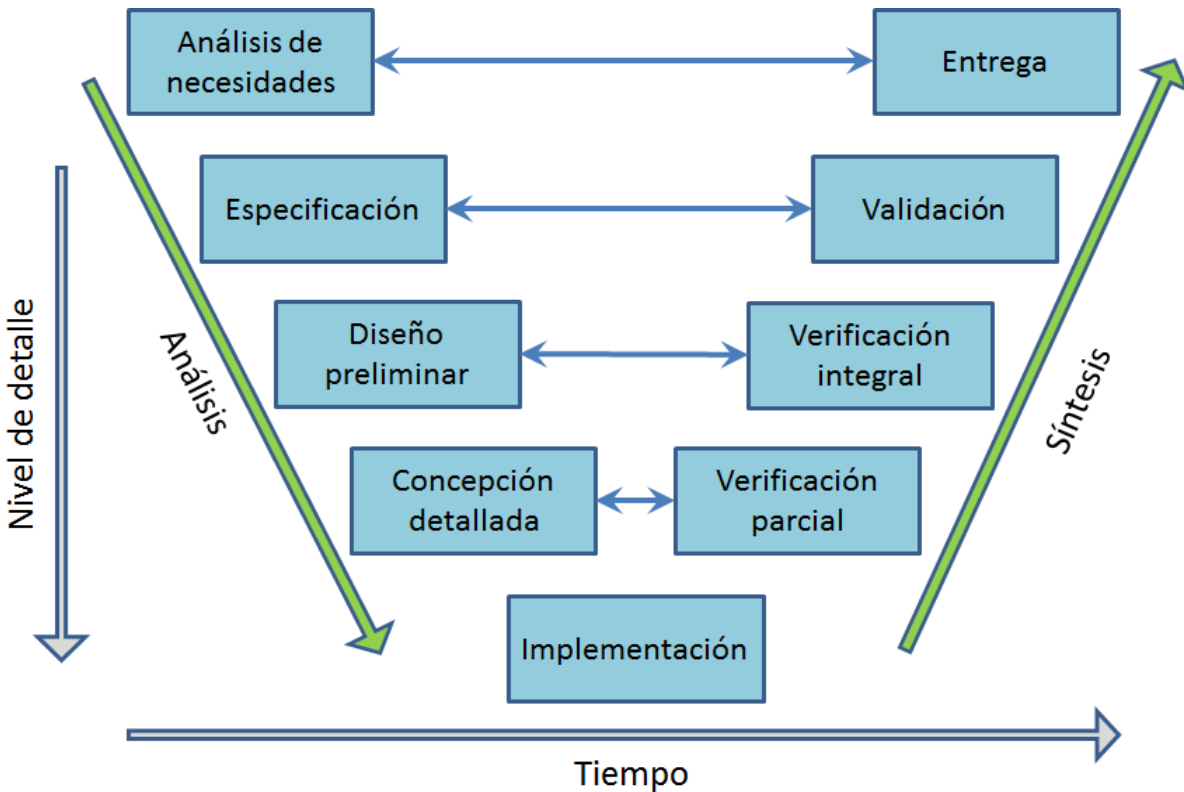 Análisis de
necesidades
Entrega
Especificación
Validación
Diseño
preliminar
Verificación
integral
Concepción
detallada
Verificación
parcial
Implementación
Nivel de detalle
Análisis
Síntesis
Tiempo